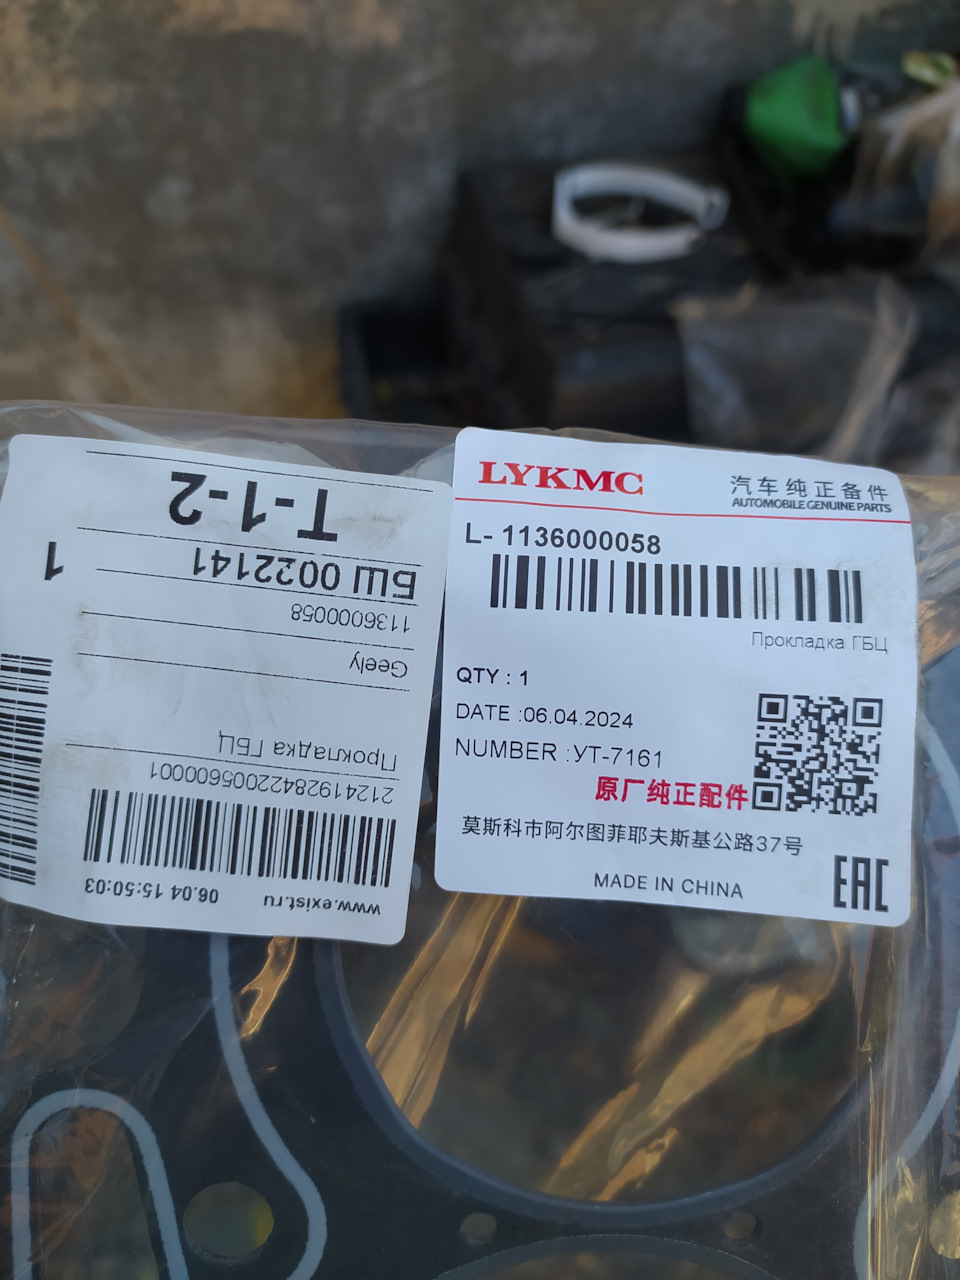 T-1-2
БШ 0022141
1
1136000058
Geely
Прокладка ГБЦ
21241928422005600001
www.exist.ru 06.04 15:50:03
LYKMC
汽车纯正备件
AUTOMOBILE GENUINE PARTS
L- 1136000058
Прокладка ГБЦ
QTY : 1
DATE :06.04.2024
NUMBER :УТ-7161
原厂纯正配件
莫斯科市阿尔图菲耶夫斯基公路37号
MADE IN CHINA
EAC